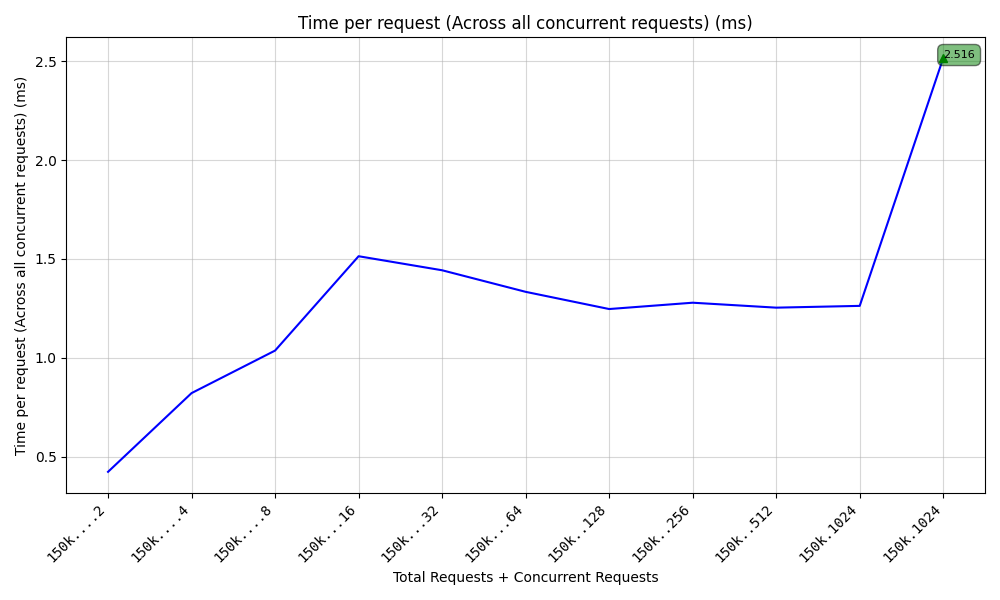 Time per request (Across all concurrent requests) (ms)
2.516
Time per request (Across all concurrent requests) (ms)
2.5
2.0
1.5
1.0
0.5
150k....2
150k....4
150k....8
150k...16
150k...32
150k...64
150k..128
150k..256
150k..512
150k.1024
150k.1024
Total Requests + Concurrent Requests